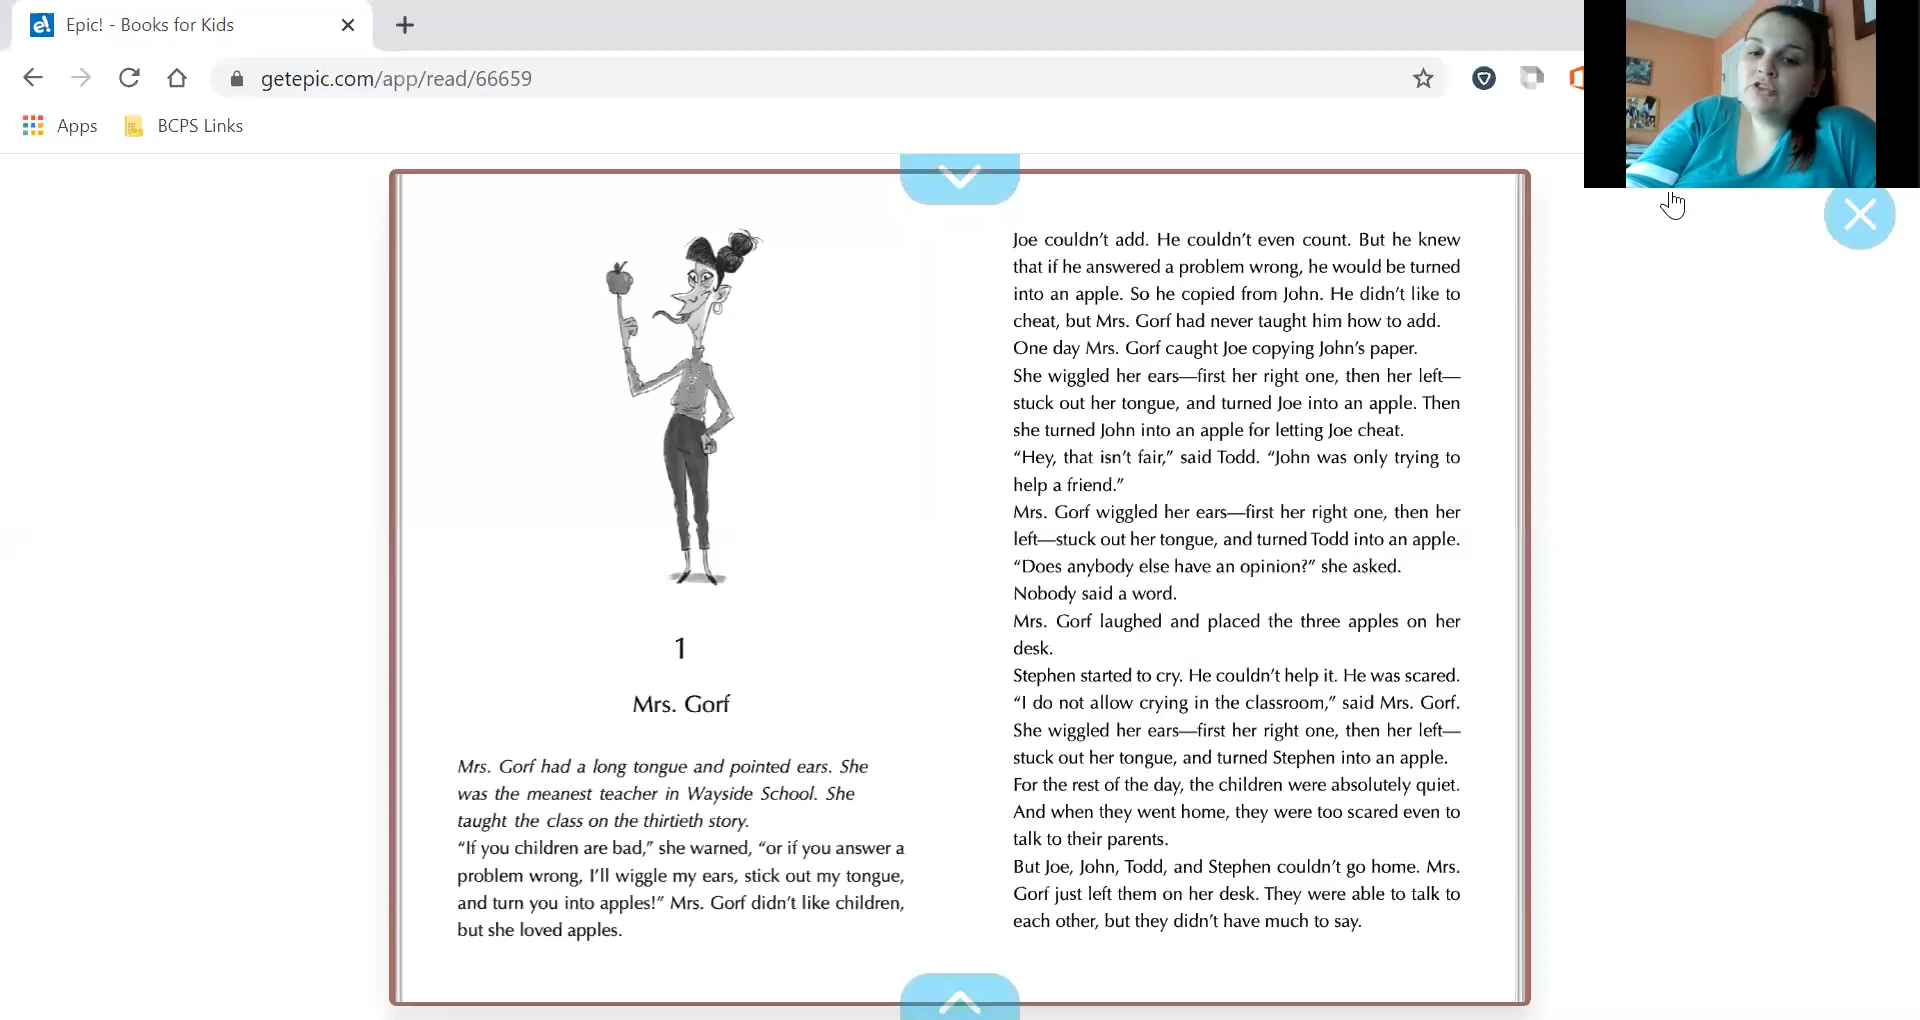 Epic! - Books for Kids
getepic.com/app/read/66659
Apps
BCPS Links
1
Mrs. Gorf
Mrs. Gorf had a long tongue and pointed ears. She
was the meanest teacher in Wayside School. She
taught the class on the thirtieth story.
“If you children are bad,” she warned, “or if you answer a
problem wrong, I’ll wiggle my ears, stick out my tongue,
and turn you into apples!” Mrs. Gorf didn’t like children,
but she loved apples.
Joe couldn’t add. He couldn’t even count. But he knew
that if he answered a problem wrong, he would be turned
into an apple. So he copied from John. He didn’t like to
cheat, but Mrs. Gorf had never taught him how to add.
One day Mrs. Gorf caught Joe copying John’s paper.
She wiggled her ears—first her right one, then her left—
stuck out her tongue, and turned Joe into an apple. Then
she turned John into an apple for letting Joe cheat.
“Hey, that isn’t fair,” said Todd. “John was only trying to
help a friend.”
Mrs. Gorf wiggled her ears—first her right one, then her
left—stuck out her tongue, and turned Todd into an apple.
“Does anybody else have an opinion?” she asked.
Nobody said a word.
Mrs. Gorf laughed and placed the three apples on her
desk.
Stephen started to cry. He couldn’t help it. He was scared.
“I do not allow crying in the classroom,” said Mrs. Gorf.
She wiggled her ears—first her right one, then her left—
stuck out her tongue, and turned Stephen into an apple.
For the rest of the day, the children were absolutely quiet.
And when they went home, they were too scared even to
talk to their parents.
But Joe, John, Todd, and Stephen couldn’t go home. Mrs.
Gorf just left them on her desk. They were able to talk to
each other, but they didn’t have much to say.